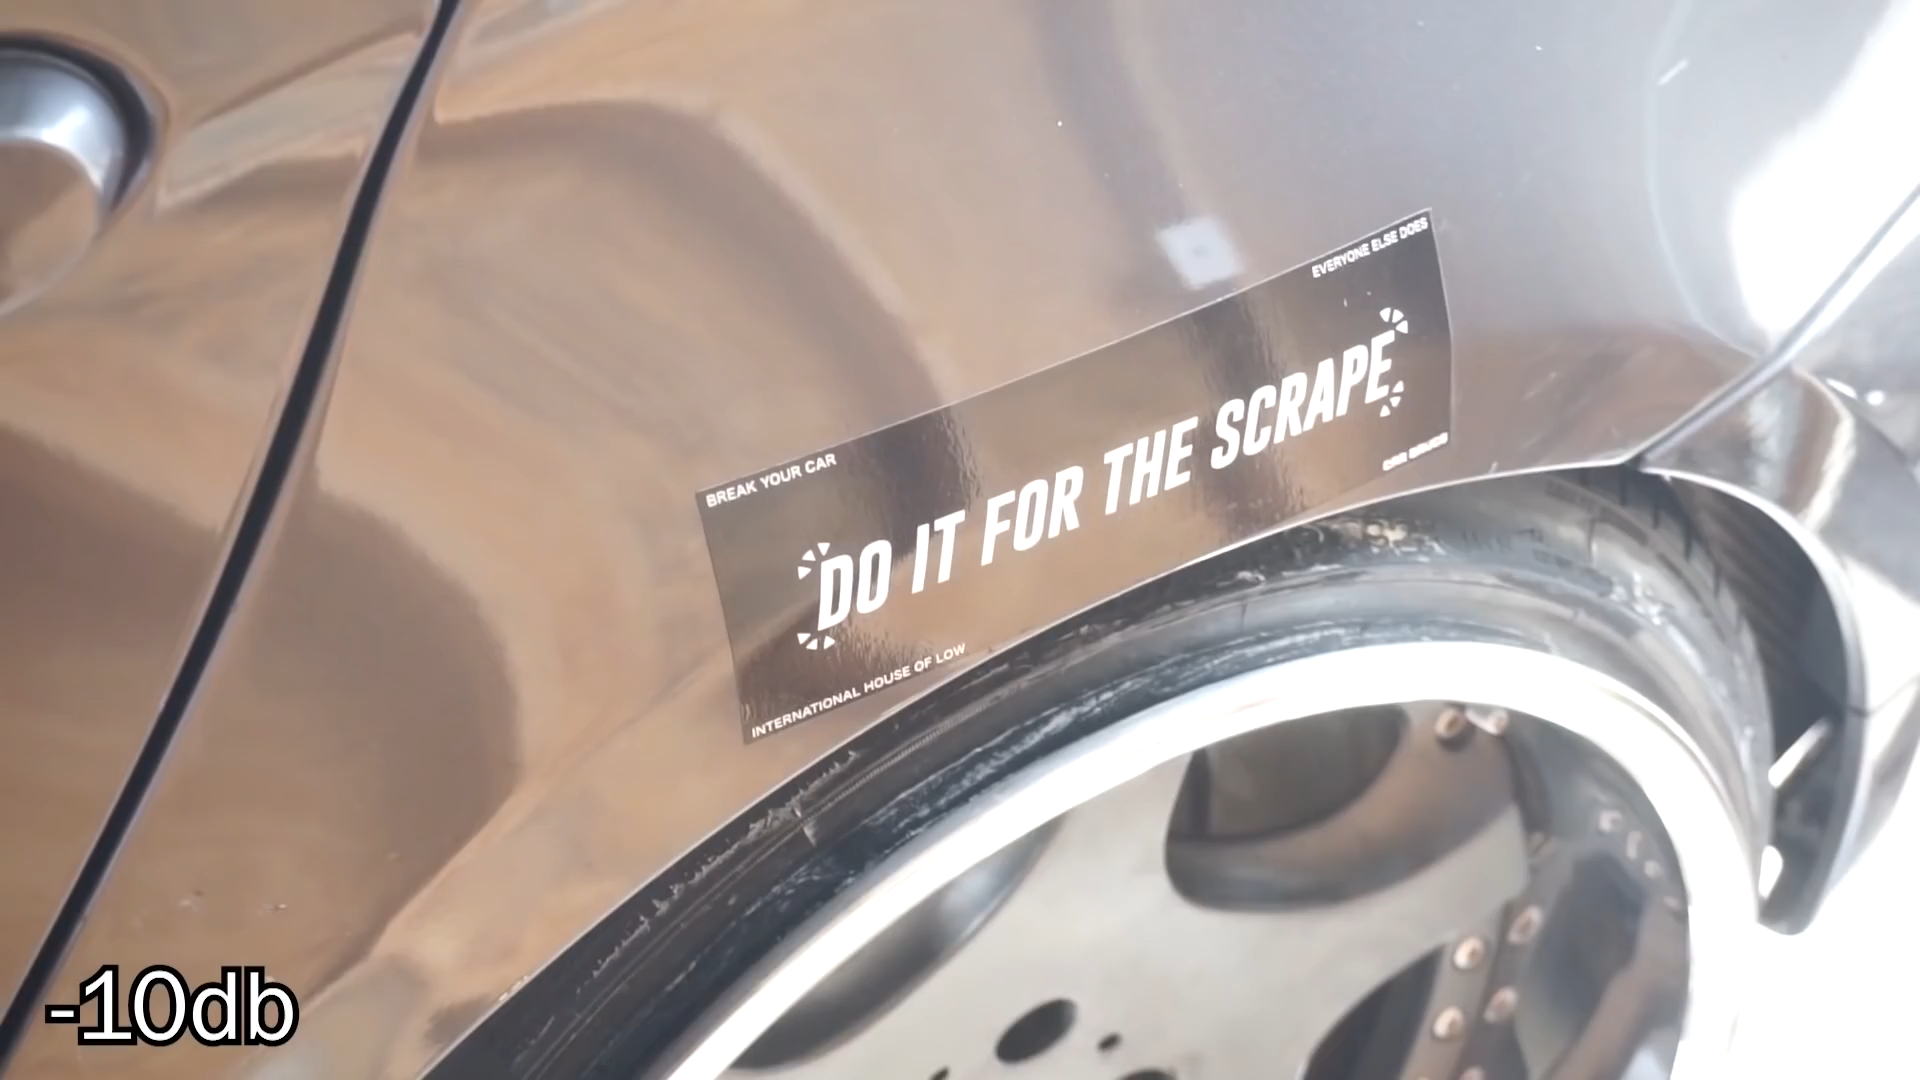 EVERYONE ELSE DOES
BREAK YOUR CAR
DO IT FOR THE SCRAPE
INTERNATIONAL HOUSE OF LOW
-10db